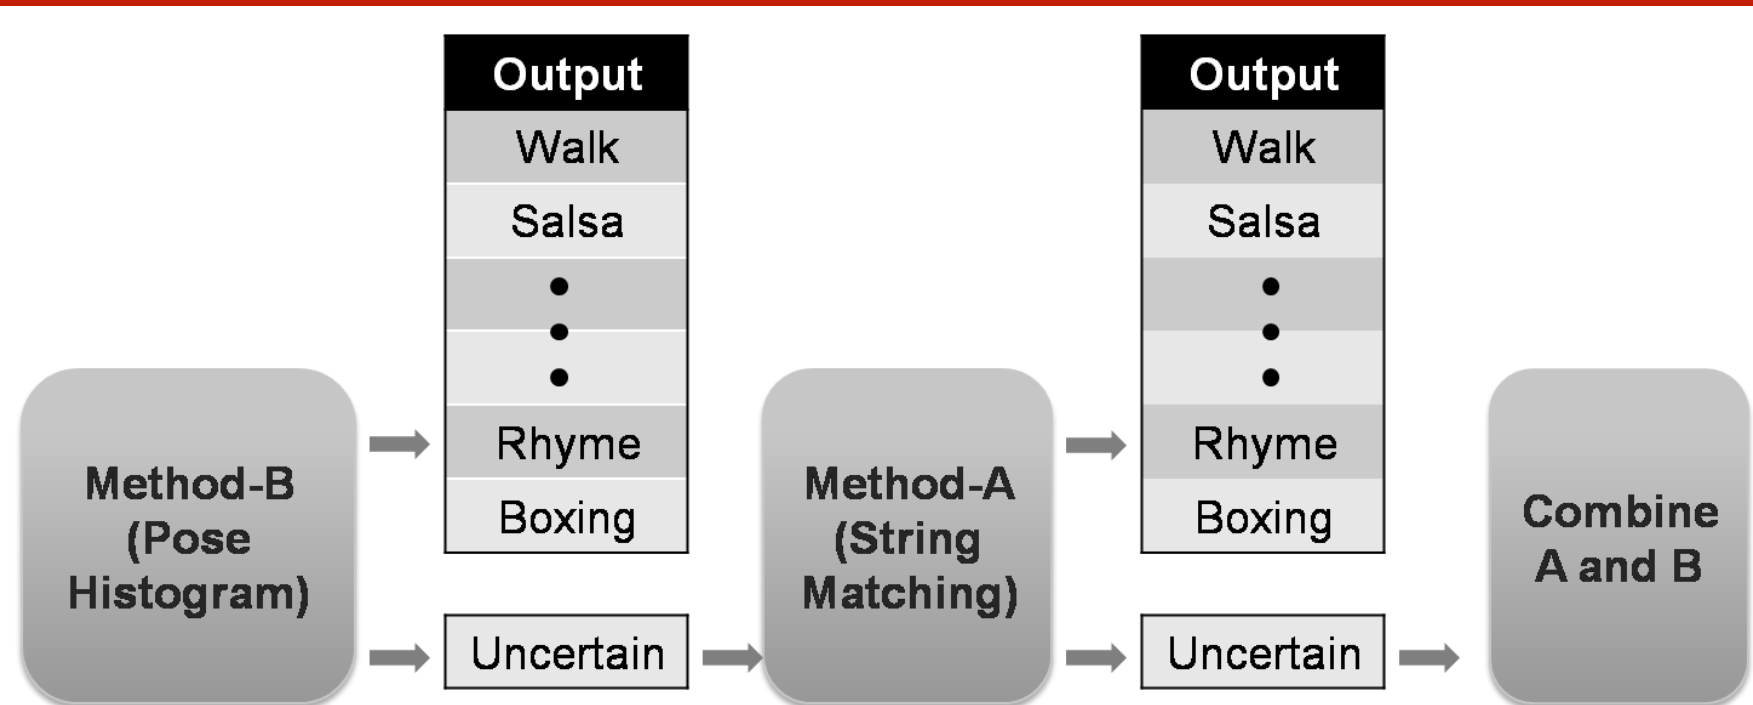 Method-B
(Pose
Histogram)
Output
Walk
Salsa
Rhyme
Boxing
Uncertain
Method-A
(String
Matching)
Output
Walk
Salsa
Rhyme
Boxing
Uncertain
Combine
A and B